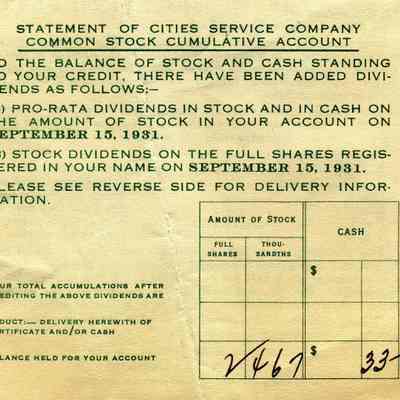 STATEMENT OF CITIES SERVICE COMPANY
COMMON STOCK CUMULATIVE ACCOUNT
O THE BALANCE OF STOCK AND CASH STANDING
O YOUR CREDIT, THERE HAVE BEEN ADDED DIVI-
ENDS AS FOLLOWS:—
) PRO-RATA DIVIDENDS IN STOCK AND IN CASH ON
HE AMOUNT OF STOCK IN YOUR ACCOUNT ON
EPTEMBER 15, 1931.
) STOCK DIVIDENDS ON THE FULL SHARES REGIS-
ERED IN YOUR NAME ON SEPTEMBER 15, 1931.
LEASE SEE REVERSE SIDE FOR DELIVERY INFOR-
ATION.
AMOUNT OF STOCK
CASH
FULL SHARES
THOU-SANDTHS
$
UR TOTAL ACCUMULATIONS AFTER
EDITING THE ABOVE DIVIDENDS ARE
DUCT:— DELIVERY HEREWITH OF
RTIFICATE AND/OR CASH
ALANCE HELD FOR YOUR ACCOUNT
2 467 $ 33-